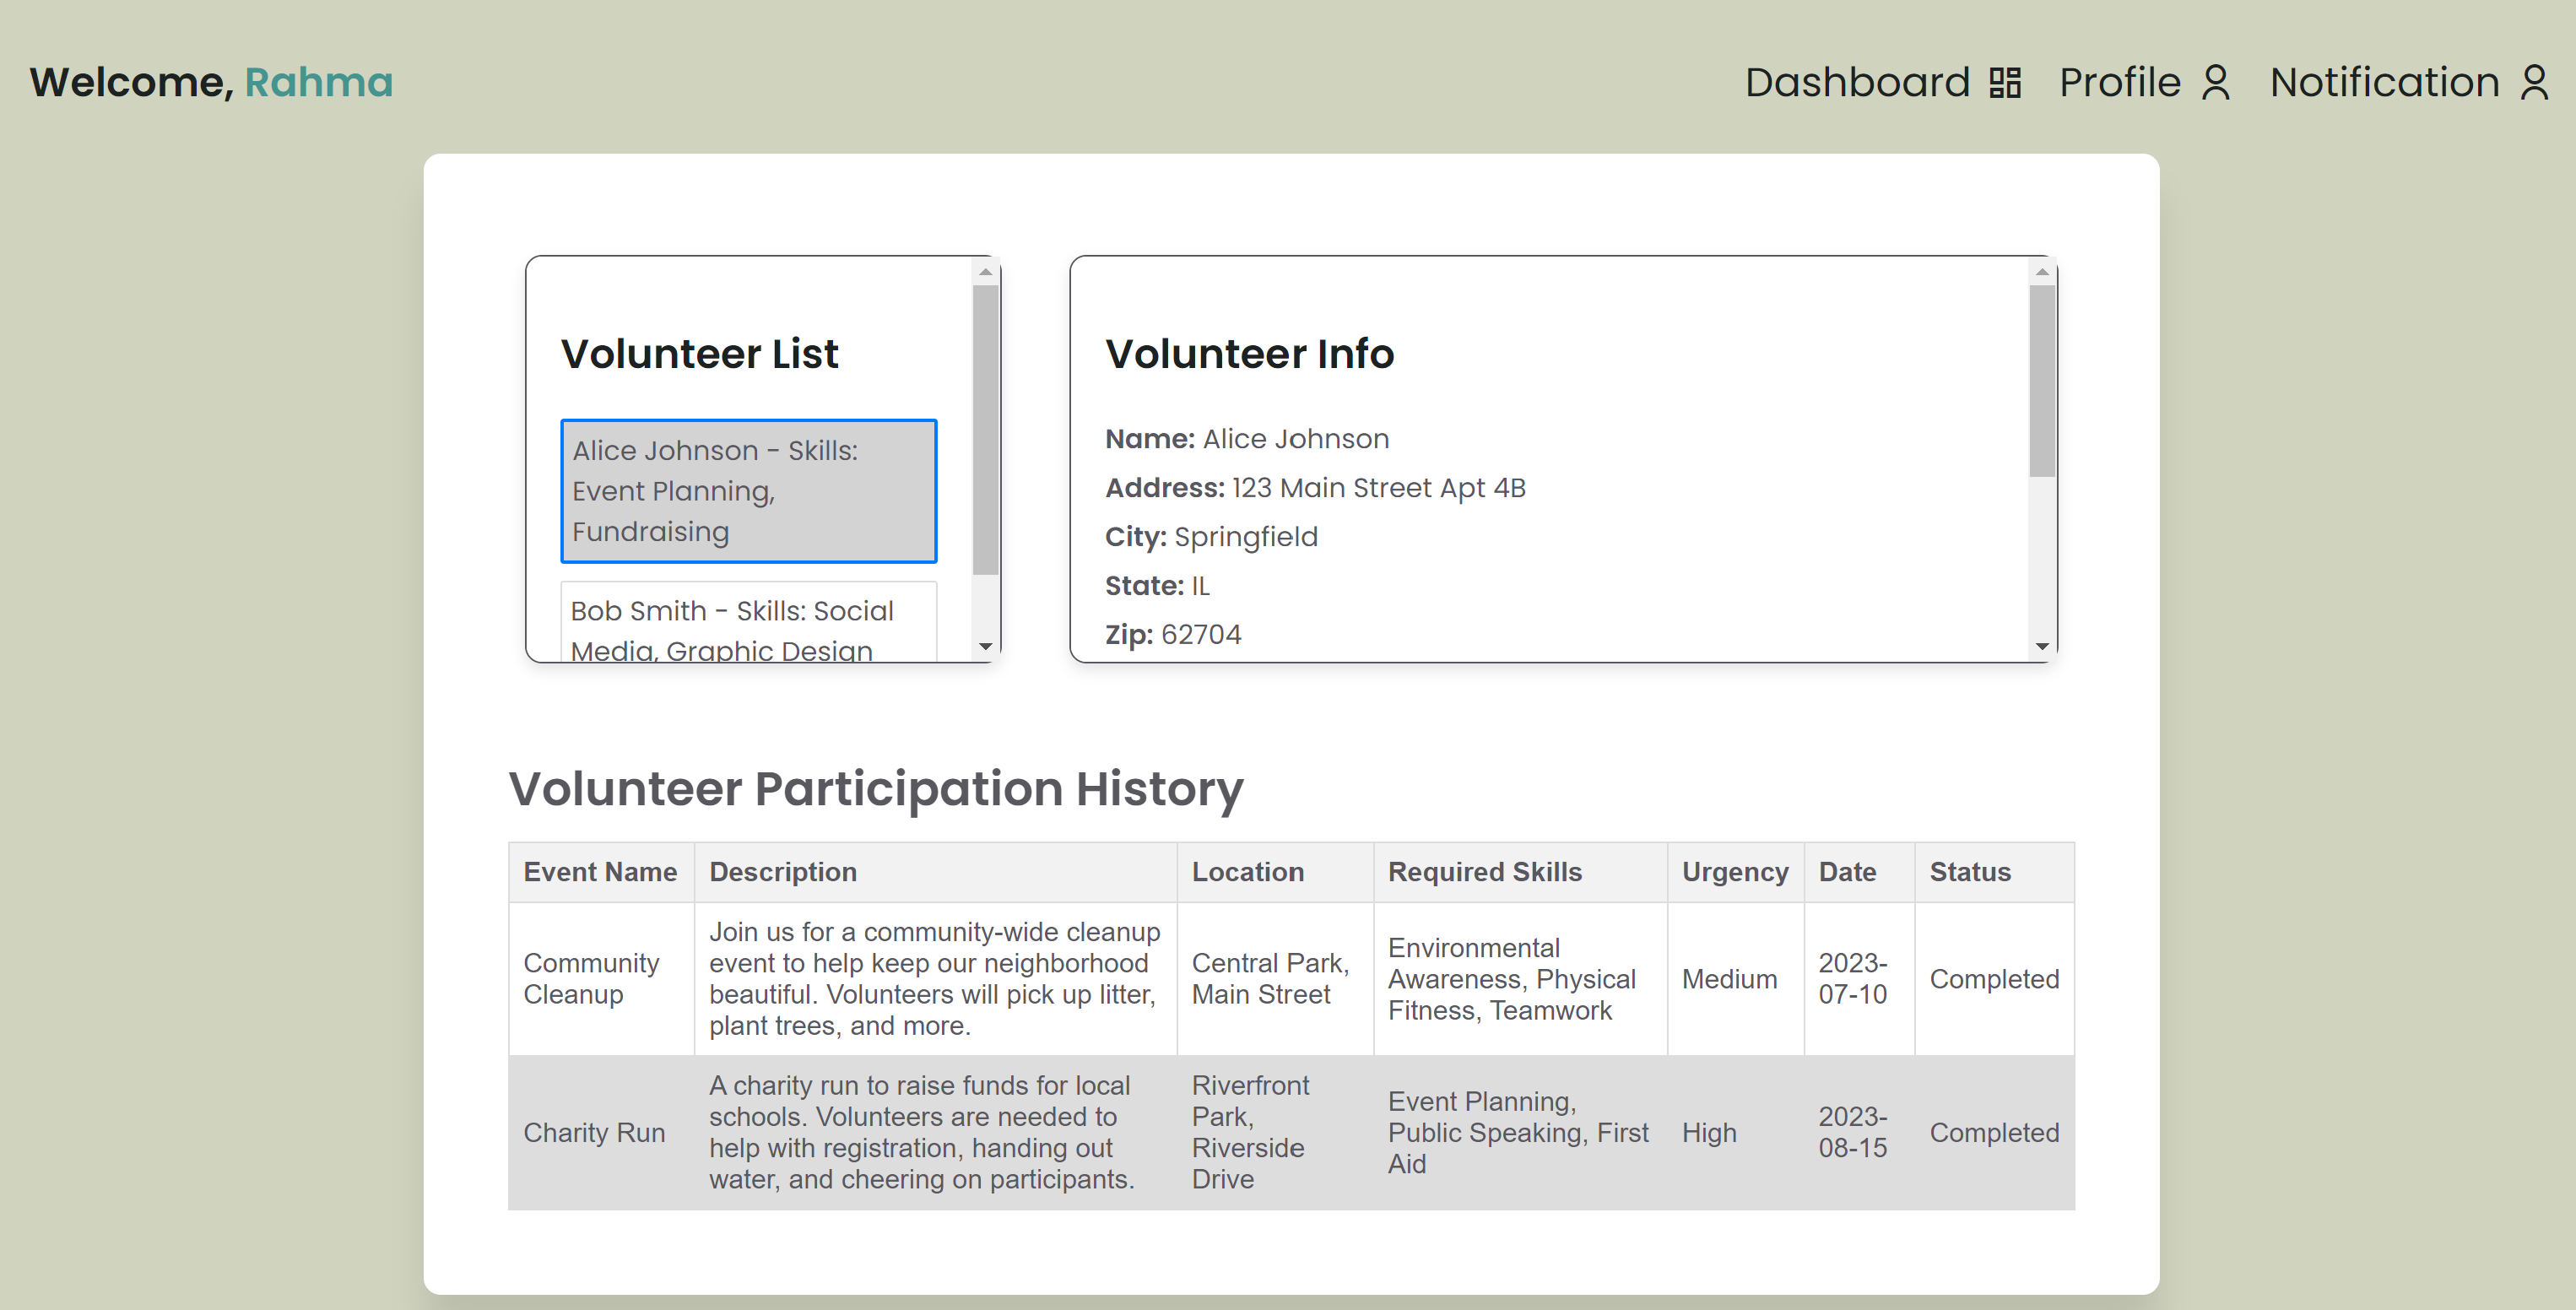 Welcome, Rahma
Dashboard Profile Notification
Volunteer List
Alice Johnson - Skills:
Event Planning,
Fundraising
Bob Smith - Skills: Social
Media, Graphic Design
Volunteer Info
Name: Alice Johnson
Address: 123 Main Street Apt 4B
City: Springfield
State: IL
Zip: 62704
Volunteer Participation History
Event Name Description Location Required Skills Urgency Date Status
Community
Cleanup
Join us for a community-wide cleanup
event to help keep our neighborhood
beautiful. Volunteers will pick up litter,
plant trees, and more.
Central Park,
Main Street
Environmental
Awareness, Physical
Fitness, Teamwork
Medium
2023-
07-10
Completed
Charity Run
A charity run to raise funds for local
schools. Volunteers are needed to
help with registration, handing out
water, and cheering on participants.
Riverfront
Park,
Riverside
Drive
Event Planning,
Public Speaking, First
Aid
High
2023-
08-15
Completed